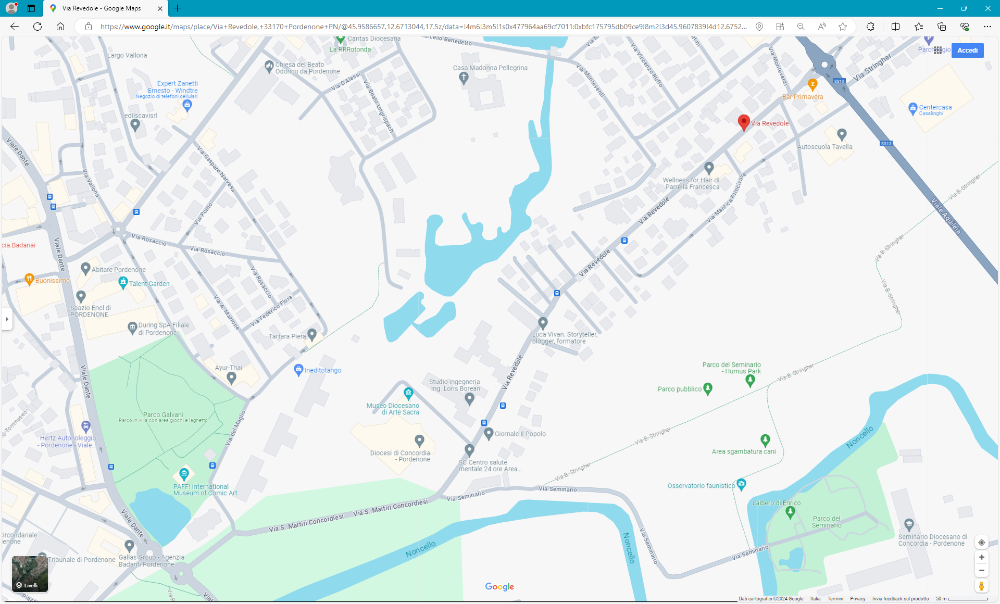 Via Revedole - Google Maps
https://www.google.it/maps/place/Via+Revedole,+33170+Pordenone+PN/@45.9586657,12.6713044,17.5z/data=!4m6!3m5!1s0x477964aa69cf7011:0xbfc175795db09ce9!8m2!3d45.9607839!4d12.6752...
Accedi
Largo Vallona
Caritas Diocesana
La RRRotonda
Marcello Benedetto
Chiesa del Beato
Odorico da Pordenone
Casa Madonna Pellegrina
Via D'Alessi
Via Beato Ungrispach
Expert Zanetti
Ernesto - Windtre
Negozio di telefoni cellulari
edilscavisrl
Via Monteverdi
Via Vincenzo Ruffo
Via Monteverdi
Via Stringher
SS13
Bar Primavera
Centercasa
Casalinghi
Via Revedole
Autoscuola Tavella
SS13
Viale Dante
Via Vallona
Via Gaspare Narvesa
Wellness for Hair di
Parrella Francesca
Via Mantica Princivalle
Via Revedole
Viale Aquileia
Via B-Stringher
Via Pomo
Via Rosaccio
Via Rosaccio
cia.Badanai
Viale Dante
Via B-Stringher
Via Revedole
Abitare Pordenone
Buonissimo
Talent Garden
Via Rosaccio
Via B-Stringher
Spazio Enel di
PORDENONE
Via A. Marrone
Via Federico Flora
During SpA Filiale
di Pordenone
Tartara Piera
Luca Vivan. Storyteller,
blogger, formatore
Ayur-Thai
Ineditotango
Via Revedole
Parco del Seminario
- Humus Park
Parco pubblico
Via B-Stringher
Viale Dante
Studio ingegneria
Ing. Loris Borean
Museo Diocesano
di Arte Sacra
Parco Galvani
Parco in villa con area giochi e laghetto
Via del Maglio
Hertz Autonoleggio
- Pordenone - Viale...
Giornale Il Popolo
Via B-Stringher
Noncello
Area sgambatura cani
Diocesi di Concordia
- Pordenone
SC Centro salute
mentale 24 ore Area...
Via B-Stringher
PAFF! International
Museum of Comic Art
Osservatorio faunistico
Via Seminario
Via Seminario
Via S. Martiri Concordiesi
Via S. Martiri Concordiesi
L'albero di Enrico
Parco del
Seminario
Viale Dante
Seminario Diocesano di
Concordia - Pordenone
Noncello
Noncello
Via Seminario
Via Seminario
Tribunale di Pordenone
Gallas Group - Agenzia
Badanti Pordenone
Livelli
Google
Dati cartografici ©2024 Google Italia Termini Privacy Invia feedback sul prodotto 50 m